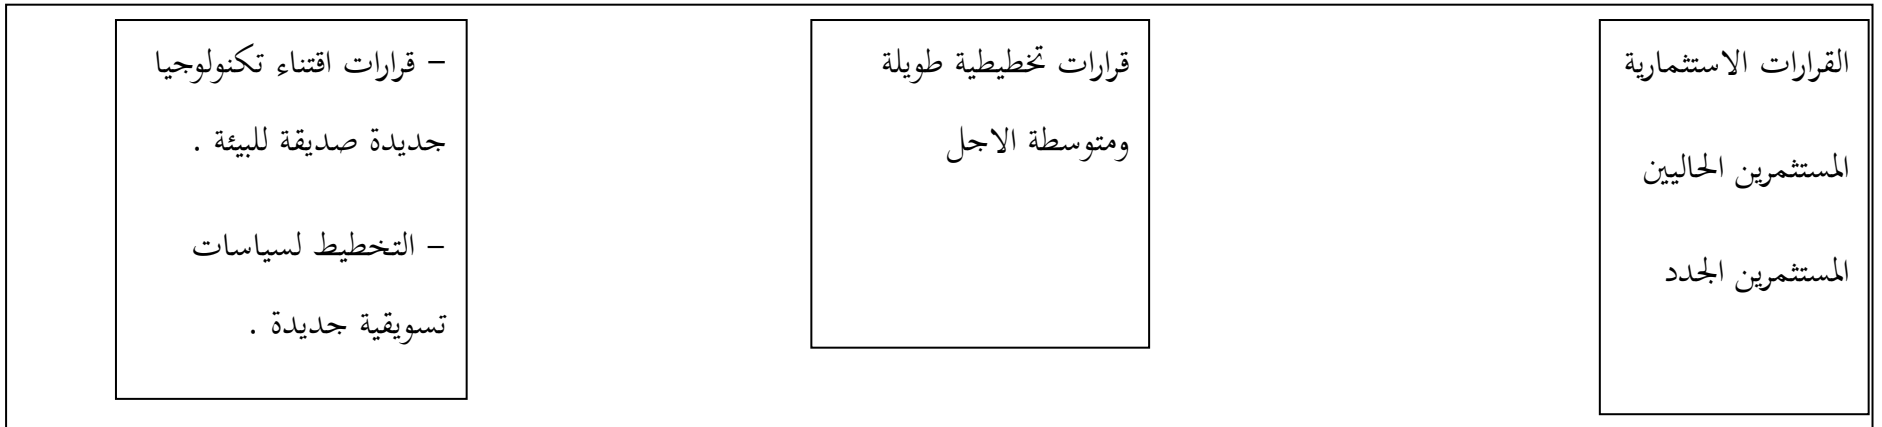 القرارات الاستثمارية
المستثمرين الحاليين
المستثمرين الجدد
قرارات تخطيطية طويلة
ومتوسطة الاجل
– قرارات اقتناء تكنولوجيا
جديدة صديقة للبيئة .
– التخطيط لسياسات
تسويقية جديدة .